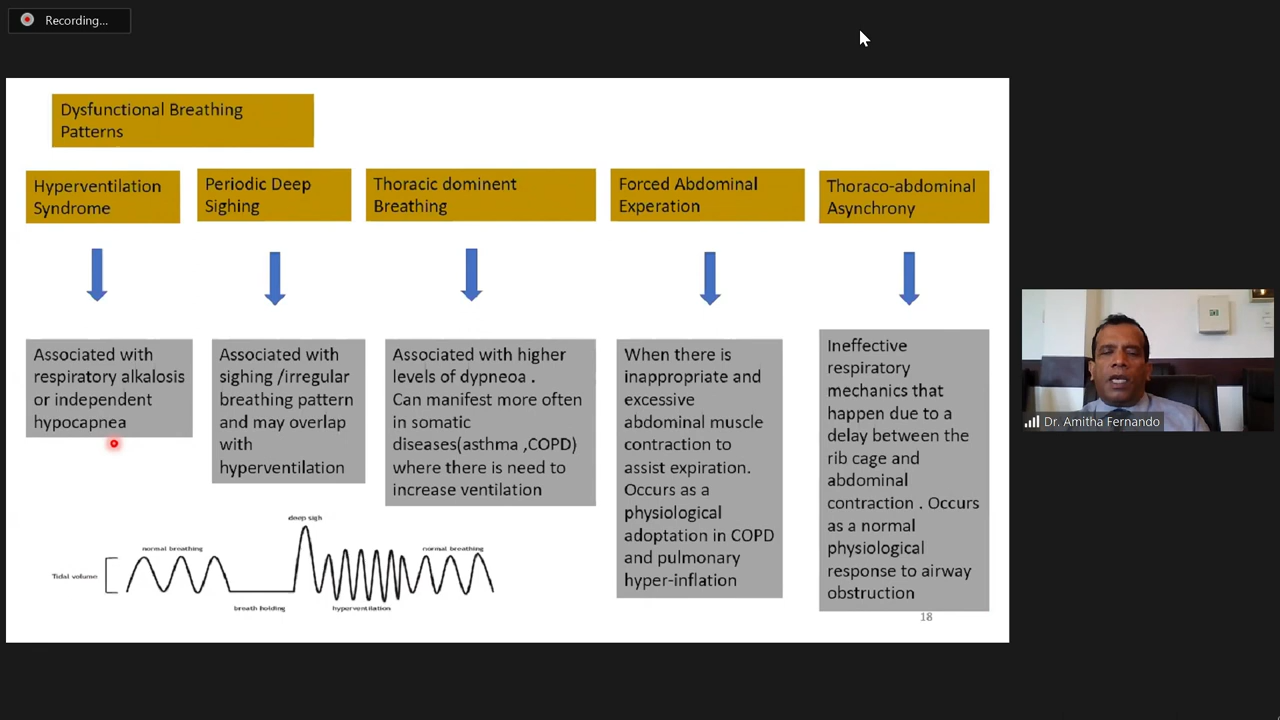 Recording...
Dysfunctional Breathing
Patterns
Hyperventilation
Syndrome
Periodic Deep
Sighing
Thoracic dominent
Breathing
Forced Abdominal
Experation
Thoraco-abdominal
Asynchrony
Associated with
respiratory alkalosis
or independent
hypocapnea
Associated with
sighing /irregular
breathing pattern
and may overlap
with
hyperventilation
Associated with higher
levels of dypneoa .
Can manifest more often
in somatic
diseases(asthma ,COPD)
where there is need to
increase ventilation
When there is
inappropriate and
excessive
abdominal muscle
contraction to
assist expiration.
Occurs as a
physiological
adoptation in COPD
and pulmonary
hyper-inflation
Ineffective
respiratory
mechanics that
happen due to a
delay between the
rib cage and
abdominal
contraction . Occurs
as a normal
physiological
response to airway
obstruction
deep sigh
normal breathing
normal breathing
Tidal volume
breath holding
hyperventilation
18
Dr. Amitha Fernando